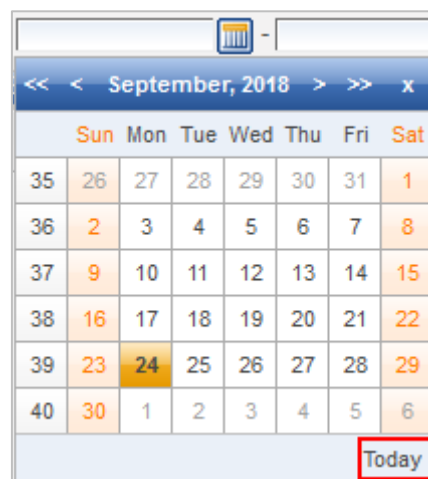 -
<< < September, 2018 > >> x
Sun Mon Tue Wed Thu Fri Sat
35 26 27 28 29 30 31 1
36 2 3 4 5 6 7 8
37 9 10 11 12 13 14 15
38 16 17 18 19 20 21 22
39 23 24 25 26 27 28 29
40 30 1 2 3 4 5 6
Today